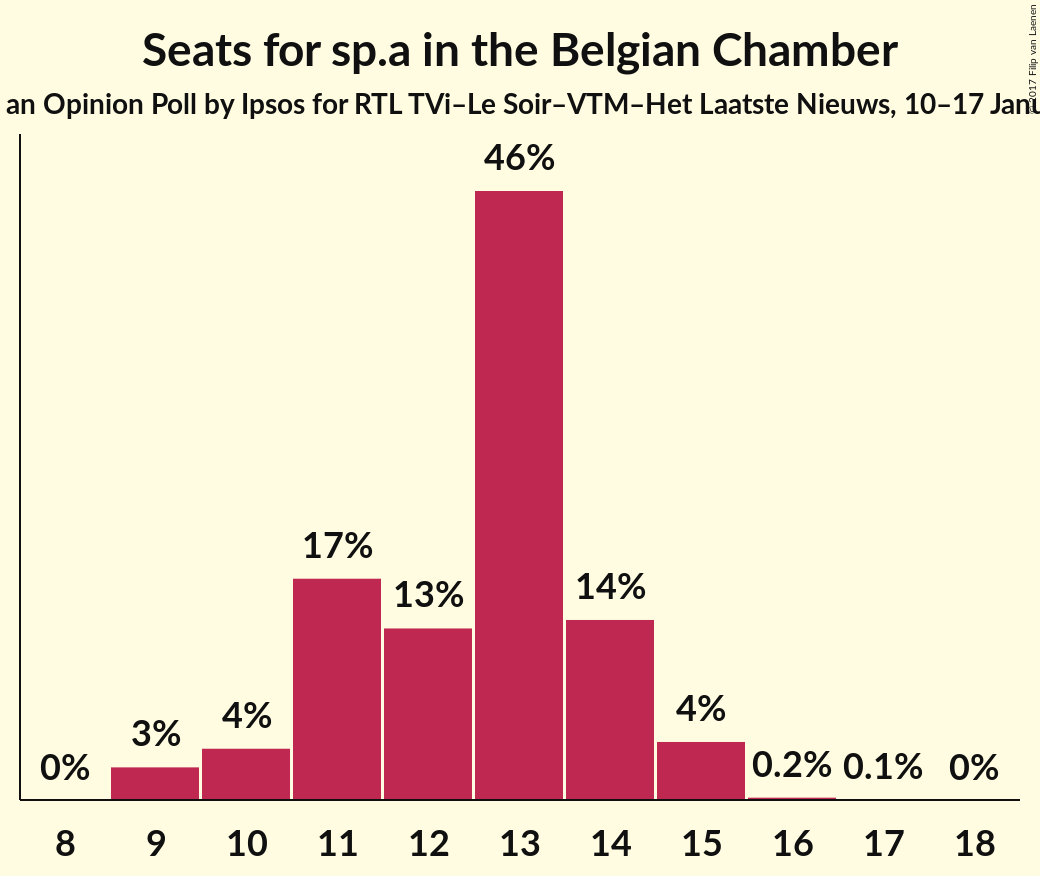 Seats for sp.a in the Belgian Chamber
an Opinion Poll by Ipsos for RTL TVi–Le Soir–VTM–Het Laatste Nieuws, 10–17 Janu
© 2017 Filip van Laenen
46%
17%
13%
14%
3%
4%
4%
0%
0.2%
0.1%
0%
8 9 10 11 12 13 14 15 16 17 18